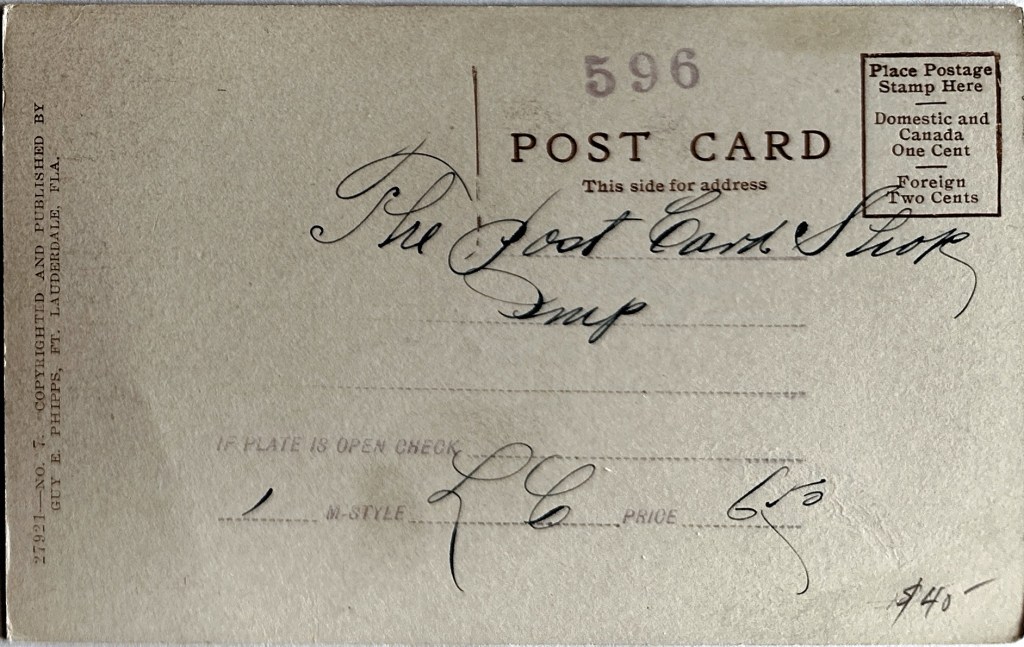 27921—NO. 7. COPYRIGHTED AND PUBLISHED BY
GUY E. PHIPPS, FT. LAUDERDALE, FLA.
596
POST CARD
This side for address
Place Postage
Stamp Here
Domestic and
Canada
One Cent
Foreign
Two Cents
The Post Card Shop
Imp
IF PLATE IS OPEN CHECK
1 M-STYLE L C PRICE 650
$40-